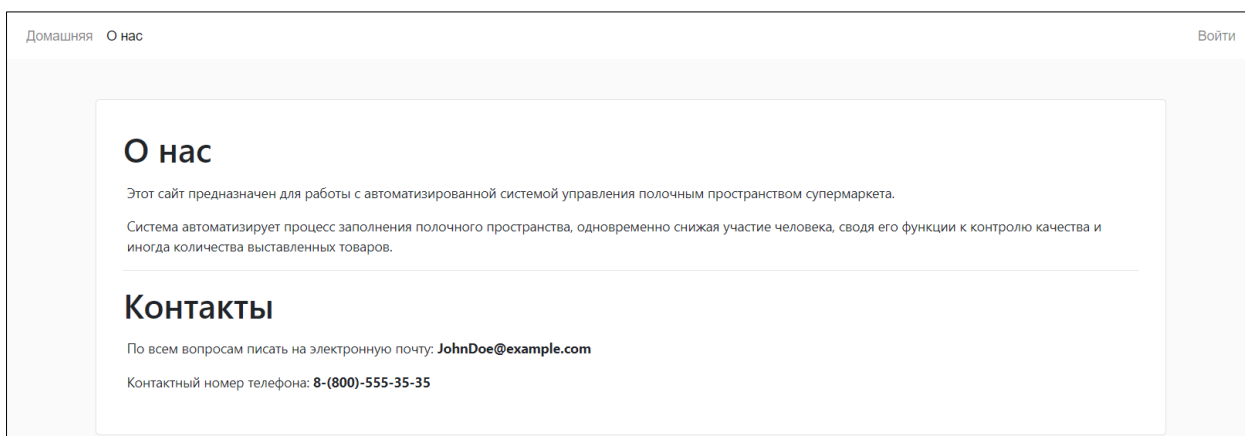 Домашняя О нас Войти
О нас
Этот сайт предназначен для работы с автоматизированной системой управления полочным пространством супермаркета.
Система автоматизирует процесс заполнения полочного пространства, одновременно снижая участие человека, сводя его функции к контролю качества и
иногда количества выставленных товаров.
Контакты
По всем вопросам писать на электронную почту: JohnDoe@example.com
Контактный номер телефона: 8-(800)-555-35-35